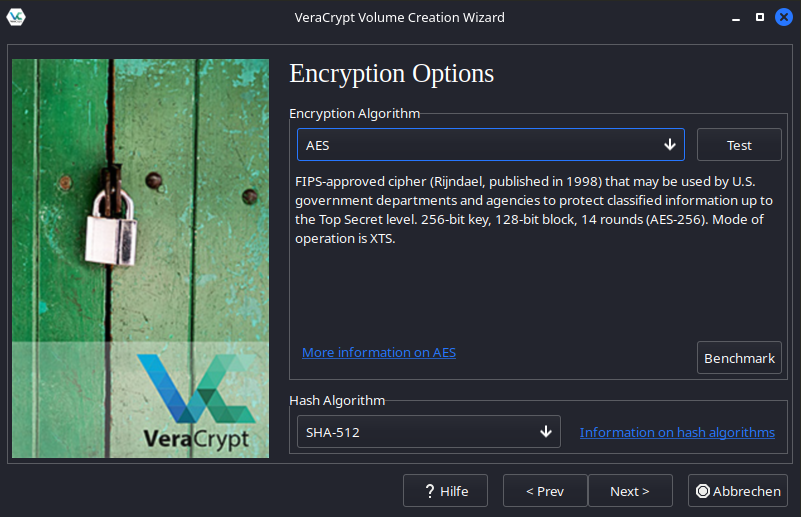 VeraCrypt Volume Creation Wizard
Encryption Options
Encryption Algorithm
AES
Test
FIPS-approved cipher (Rijndael, published in 1998) that may be used by U.S.
government departments and agencies to protect classified information up to
the Top Secret level. 256-bit key, 128-bit block, 14 rounds (AES-256). Mode of
operation is XTS.
More information on AES
Benchmark
VeraCrypt
Hash Algorithm
SHA-512
Information on hash algorithms
? Hilfe
< Prev
Next >
Abbrechen